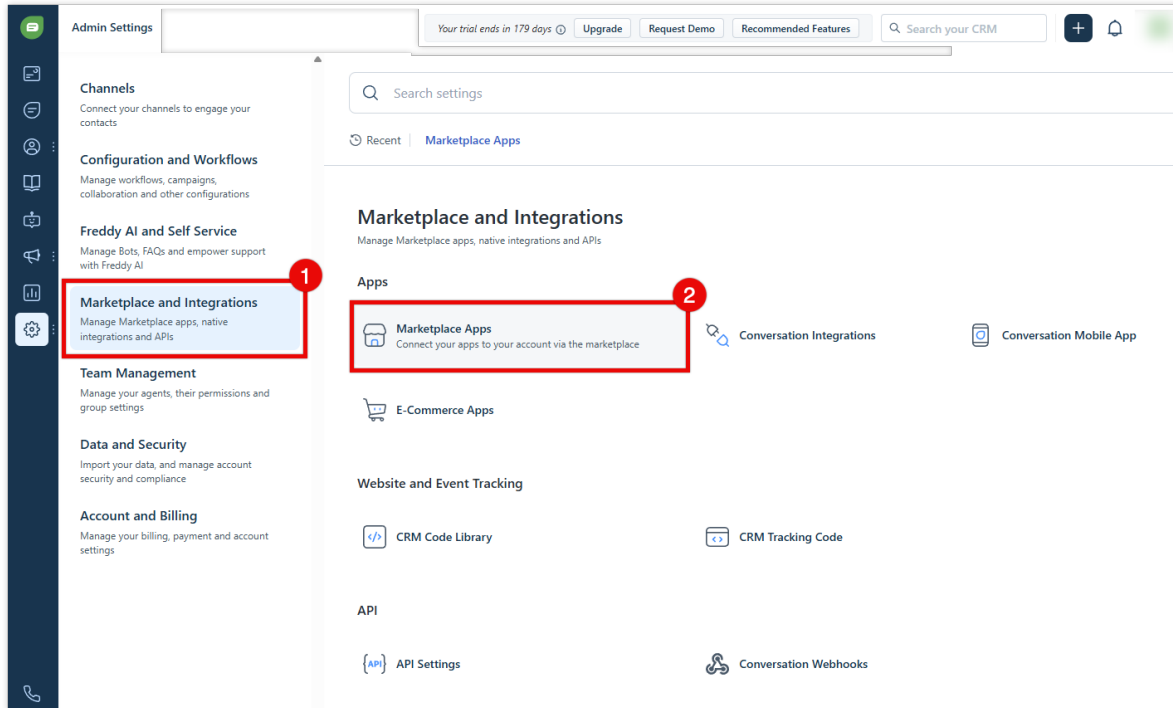 Admin Settings
Your trial ends in 179 days
Upgrade
Request Demo
Recommended Features
Search your CRM
Channels
Connect your channels to engage your
contacts
Configuration and Workflows
Manage workflows, campaigns,
collaboration and other configurations
Freddy AI and Self Service
Manage Bots, FAQs and empower support
with Freddy AI
1
Marketplace and Integrations
Manage Marketplace apps, native
integrations and APIs
Team Management
Manage your agents, their permissions and
group settings
Data and Security
Import your data, and manage account
security and compliance
Account and Billing
Manage your billing, payment and account
settings
Search settings
Recent
Marketplace Apps
Marketplace and Integrations
Manage Marketplace apps, native integrations and APIs
Apps
2
Marketplace Apps
Connect your apps to your account via the marketplace
Conversation Integrations
Conversation Mobile App
E-Commerce Apps
Website and Event Tracking
CRM Code Library
CRM Tracking Code
API
{API} API Settings
Conversation Webhooks